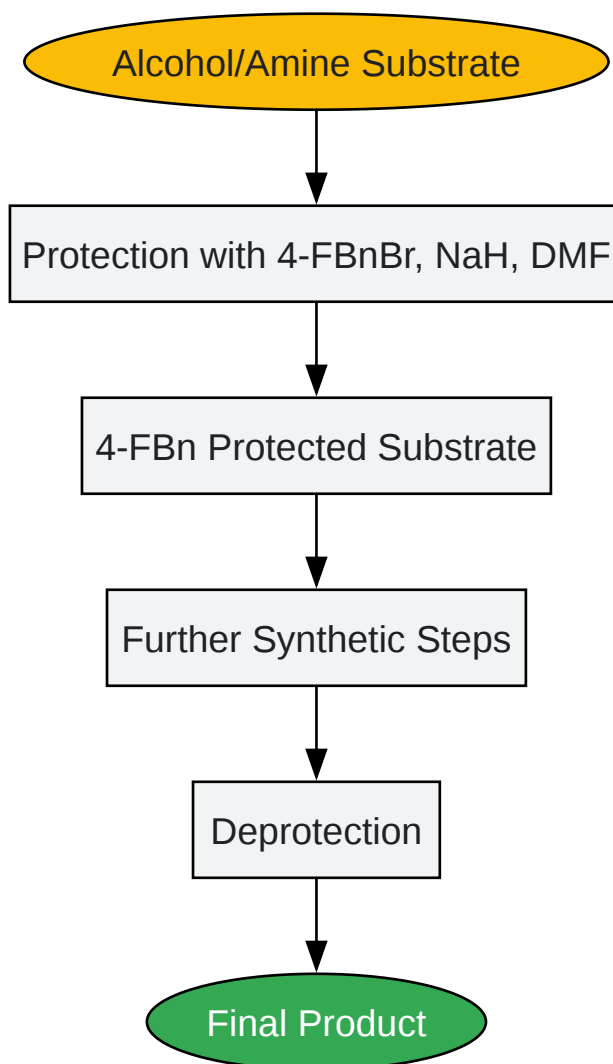 Alcohol/Amine Substrate
Protection with 4-FBnBr, NaH, DMF
4-FBn Protected Substrate
Further Synthetic Steps
Deprotection
Final Product